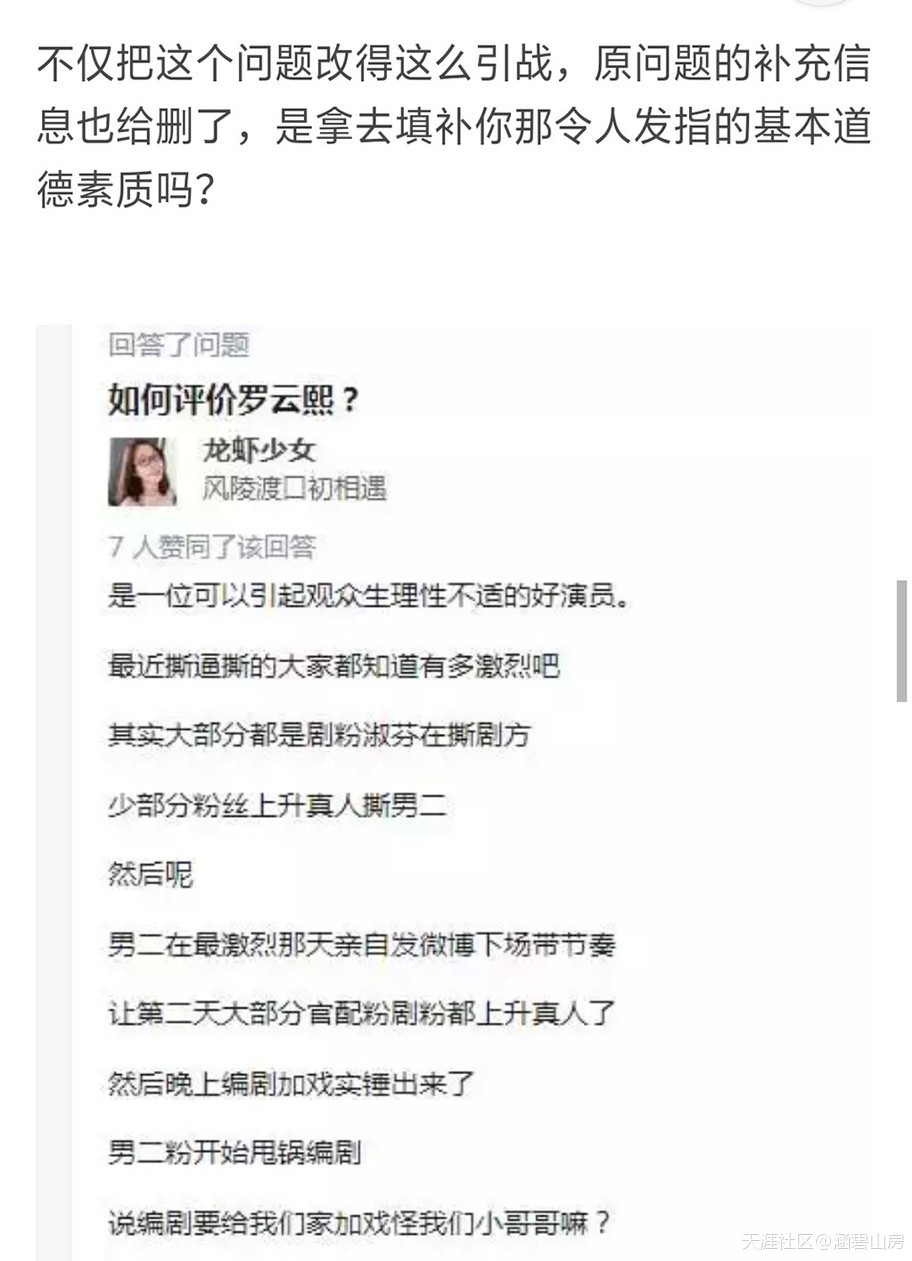 不仅把这个问题改得这么引战，原问题的补充信
息也给删了，是拿去填补你那令人发指的基本道
德素质吗？
回答了问题
如何评价罗云熙？
龙虾少女
风陵渡口初相遇
7 人赞同了该回答
是一位可以引起观众生理性不适的好演员。
最近撕逼撕的大家都知道有多激烈吧
其实大部分都是剧粉淑芬在撕剧方
少部分粉丝上升真人撕男二
然后呢
男二在最激烈那天亲自发微博下场带节奏
让第二天大部分官配粉剧粉都上升真人了
然后晚上编剧加戏实锤出来了
男二粉开始甩锅编剧
说编剧要给我们家加戏怪我们小哥哥嘛？
天涯社区@涵碧山房